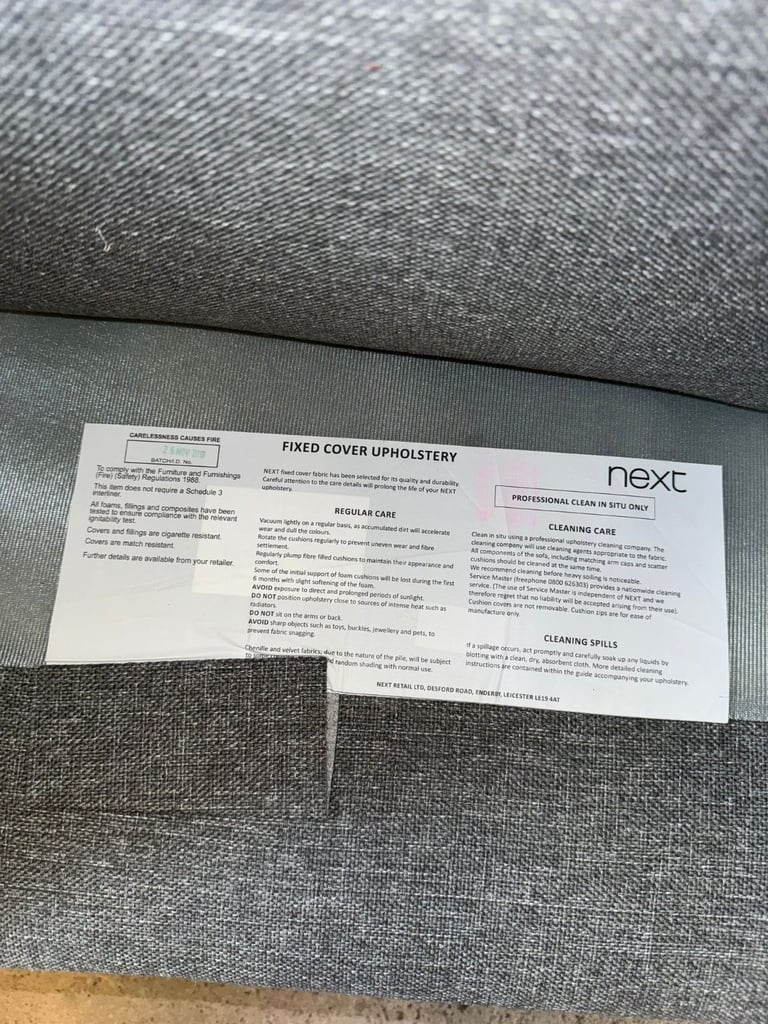 CARELESSNESS CAUSES FIRE
26 NOV 2018
BATCH/I.D. No.
To comply with the Furniture and Furnishings
(Fire) (Safety) Regulations 1988.
This item does not require a Schedule 3
interliner.
All foams, fillings and composites have been
tested to ensure compliance with the relevant
ignitability test.
Covers and fillings are cigarette resistant.
Covers are match resistant.
Further details are available from your retailer.
FIXED COVER UPHOLSTERY
NEXT fixed cover fabric has been selected for its quality and durability.
Careful attention to the care details will prolong the life of your NEXT
upholstery.
REGULAR CARE
Vacuum lightly on a regular basis, as accumulated dirt will accelerate
wear and dull the colours.
Rotate the cushions regularly to prevent uneven wear and fibre
settlement.
Regularly plump fibre filled cushions to maintain their appearance and
comfort.
Some of the initial support of foam cushions will be lost during the first
6 months with slight softening of the foam.
AVOID exposure to direct and prolonged periods of sunlight.
DO NOT position upholstery close to sources of intense heat such as
radiators.
DO NOT sit on the arms or back.
AVOID sharp objects such as toys, buckles, jewellery and pets, to
prevent fabric snagging.
Chenille and velvet fabrics, due to the nature of the pile, will be subject
to some random shading with normal use.
NEXT RETAIL LTD, DESFORD ROAD, ENDERBY, LEICESTER LE19 4AT
next
PROFESSIONAL CLEAN IN SITU ONLY
CLEANING CARE
Clean in situ using a professional upholstery cleaning company. The
cleaning company will use cleaning agents appropriate to the fabric.
All components of the sofa, including matching arm caps and scatter
cushions should be cleaned at the same time.
We recommend cleaning before heavy soiling is noticeable.
Service Master (freephone 0800 626303) provides a nationwide cleaning
service. (The use of Service Master is independent of NEXT and we
therefore regret that no liability will be accepted arising from their use).
Cushion covers are not removable. Cushion zips are for ease of
manufacture only.
CLEANING SPILLS
If a spillage occurs, act promptly and carefully soak up any liquids by
blotting with a clean, dry, absorbent cloth. More detailed cleaning
instructions are contained within the guide accompanying your upholstery.